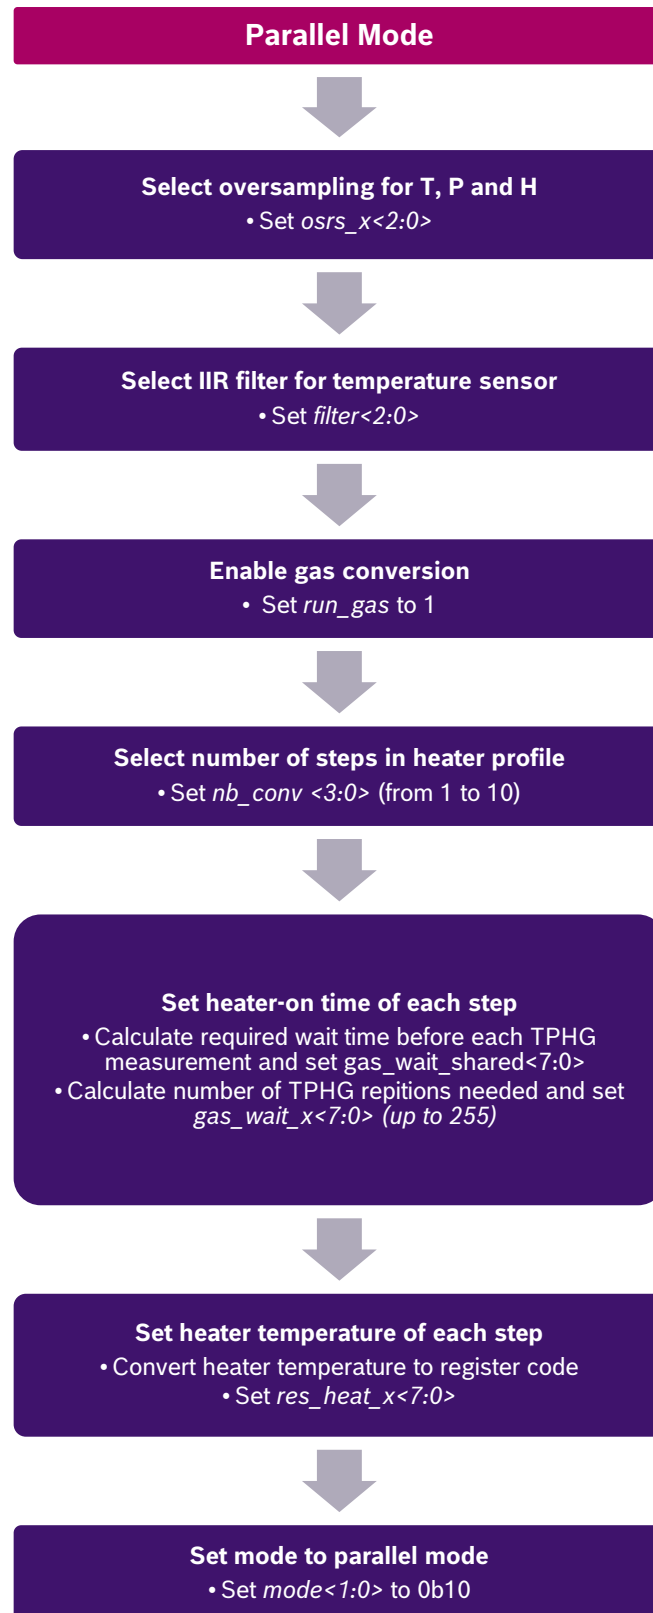 Parallel Mode
Select oversampling for T, P and H
• Set osrs_x<2:0>
Select IIR filter for temperature sensor
• Set filter<2:0>
Enable gas conversion
• Set run_gas to 1
Select number of steps in heater profile
• Set nb_conv <3:0> (from 1 to 10)
Set heater-on time of each step
• Calculate required wait time before each TPHG
measurement and set gas_wait_shared<7:0>
• Calculate number of TPHG repitions needed and set
gas_wait_x<7:0> (up to 255)
Set heater temperature of each step
• Convert heater temperature to register code
• Set res_heat_x<7:0>
Set mode to parallel mode
• Set mode<1:0> to 0b10